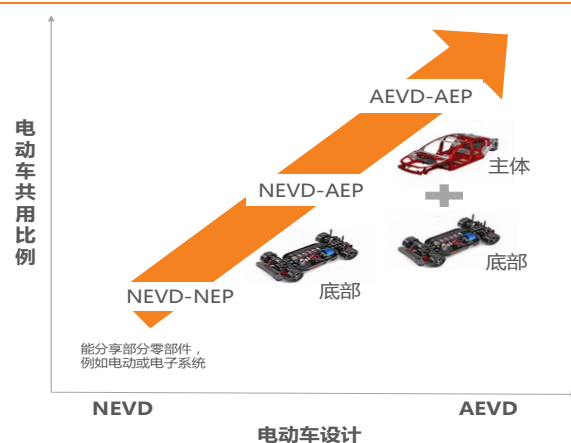 电动车共用比例
AEVD-AEP
主体
NEVD-AEP
底部
底部
NEVD-NEP
能分享部分零部件，
例如电动或电子系统
NEVD
AEVD
电动车设计